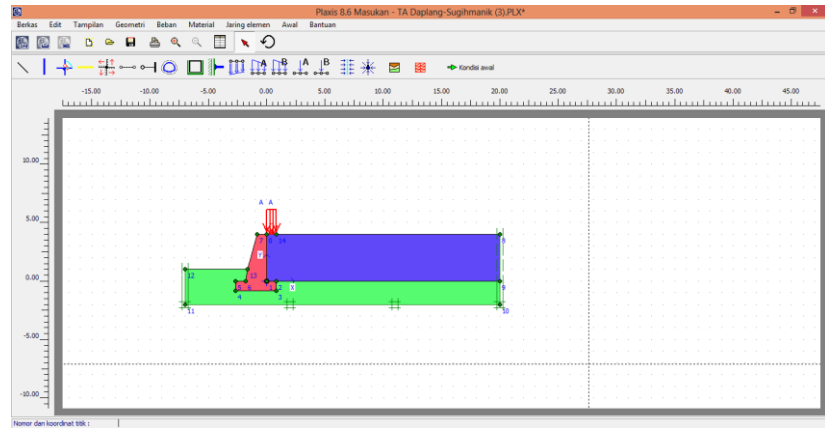 Plaxis 8.6 Masukan - TA Daplang-Sugihmanik (3).PLX*
Berkas Edit Tampilan Geometri Beban Material Jaring elemen Awal Bantuan
A B A B Kondisi awal
-15.00 -10.00 -5.00 0.00 5.00 10.00 15.00 20.00 25.00 30.00 35.00 40.00 45.00
10.00
A A
5.00
7 8 14
Y
12 13
0.00
5 6 1 2 X 9
4 3
11 10
-5.00
-10.00
Nomor dan koordinat titik :